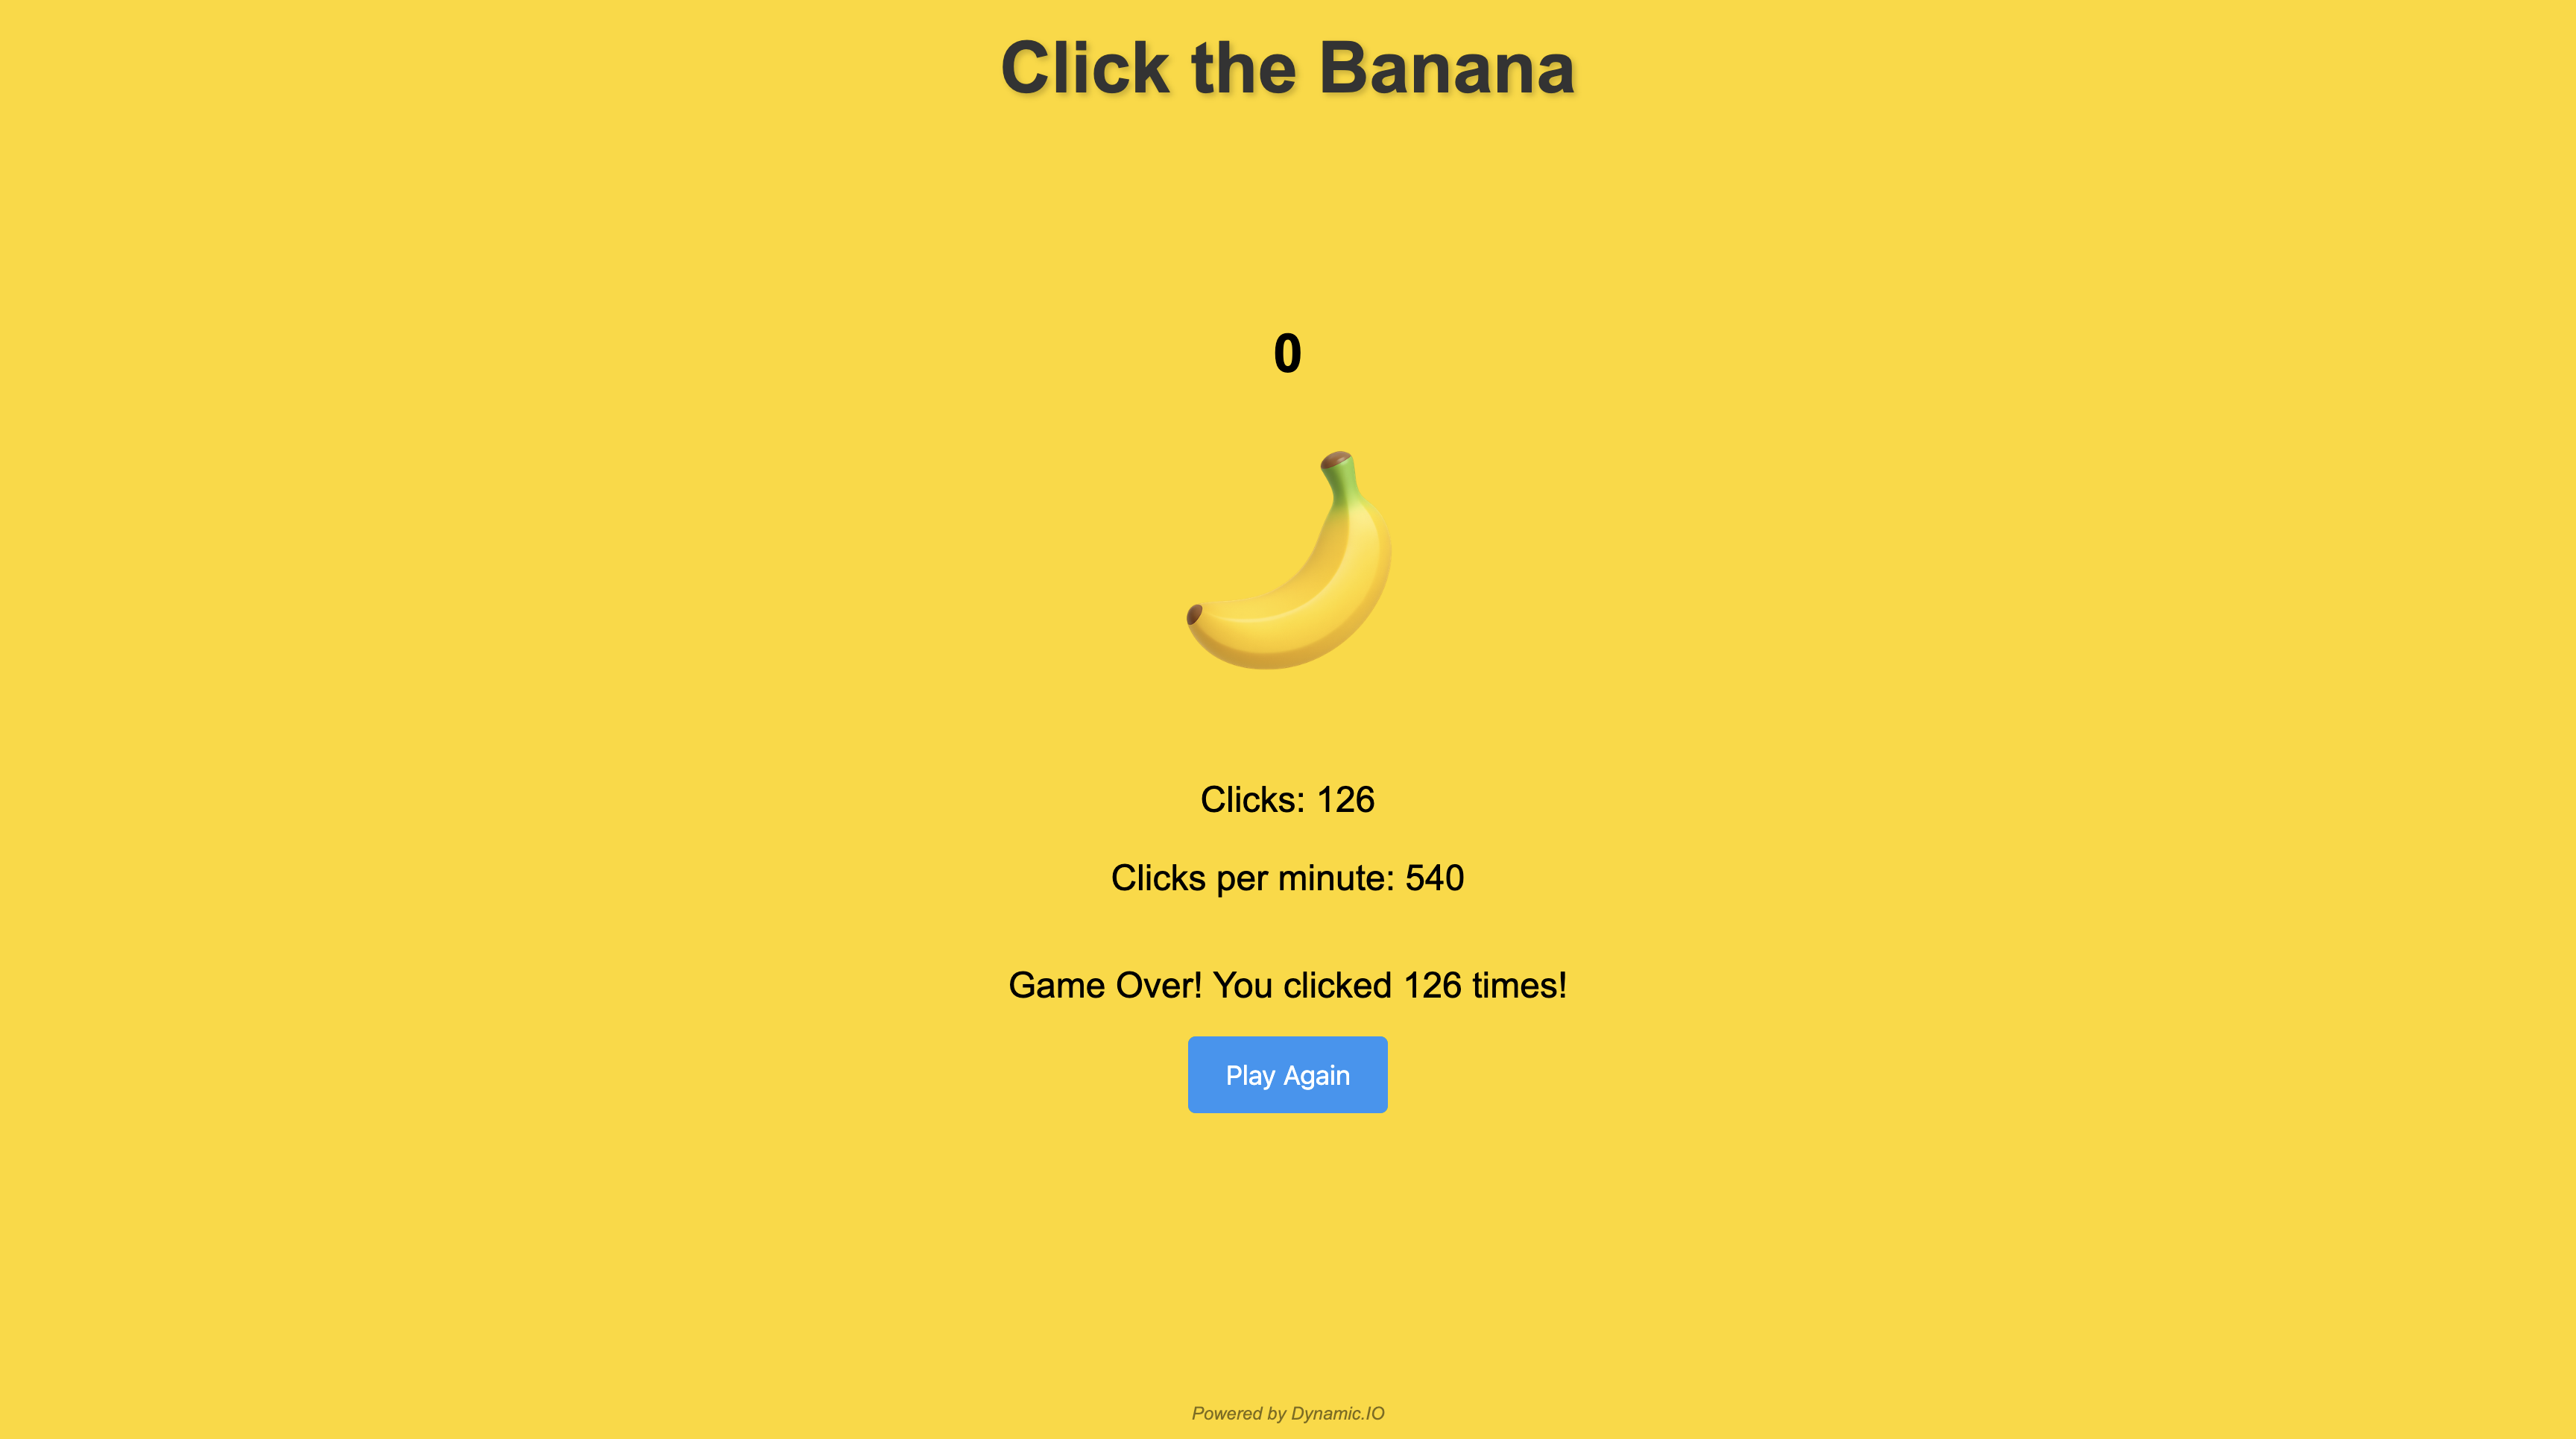 Click the Banana
0
Clicks: 126
Clicks per minute: 540
Game Over! You clicked 126 times!
Play Again
Powered by Dynamic.IO